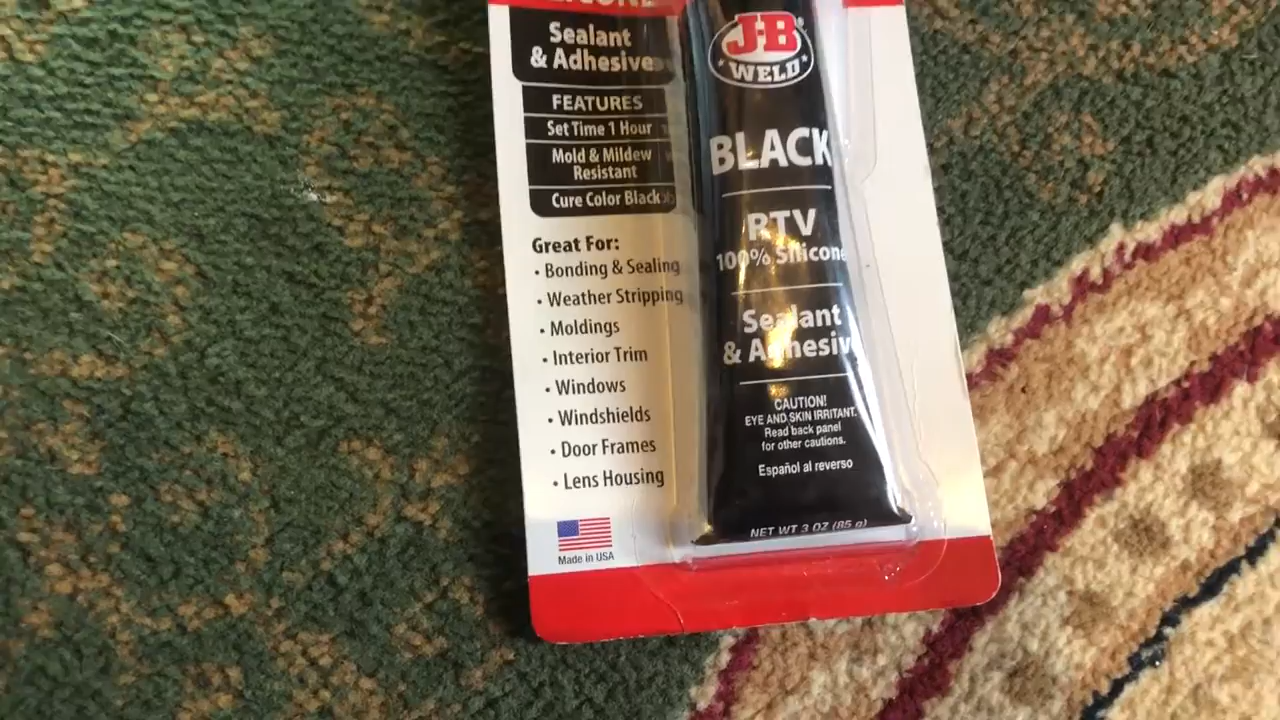 Sealant
& Adhesive
FEATURES
Set Time 1 Hour
Mold & Mildew
Resistant
Cure Color Black
Great For:
• Bonding & Sealing
• Weather Stripping
• Moldings
• Interior Trim
• Windows
• Windshields
• Door Frames
• Lens Housing
Made in USA
J-B
WELD
BLACK
RTV
100% Silicone
Sealant
& Adhesiv
CAUTION!
EYE AND SKIN IRRITANT.
Read back panel
for other cautions.
Español al reverso
NET WT 3 OZ (85 g)